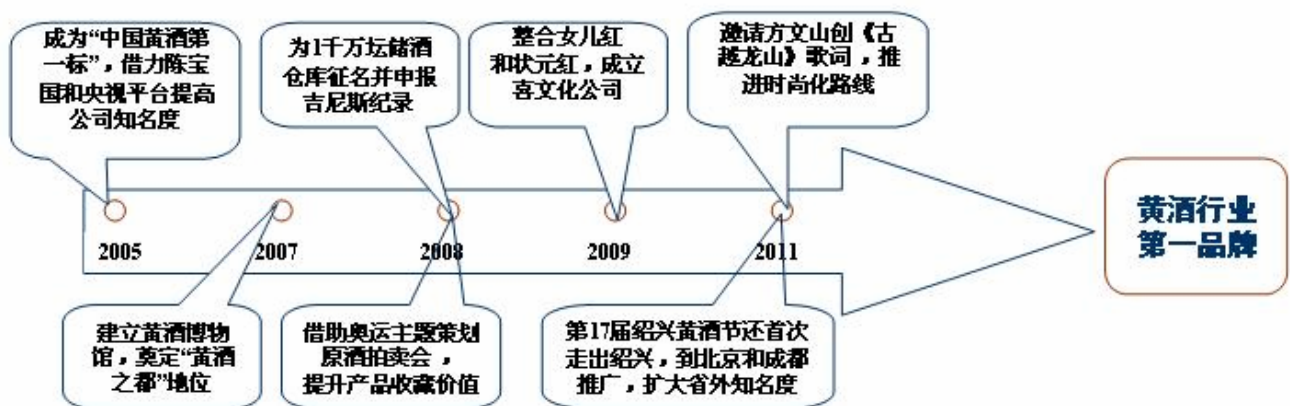 成为“中国黄酒第
一标”，借力陈宝
国和央视平台提高
公司知名度
为1千万坛储酒
仓库征名并申报
吉尼斯纪录
整合女儿红
和状元红，成立
喜文化公司
邀请方文山创《古
越龙山》歌词，推
进时尚化路线
2005
2007
2008
2009
2011
黄酒行业
第一品牌
建立黄酒博物
馆，奠定“黄酒
之都”地位
借助奥运主题策划
原酒拍卖会，
提升产品收藏价值
第17届绍兴黄酒节还首次
走出绍兴，到北京和成都
推广，扩大省外知名度